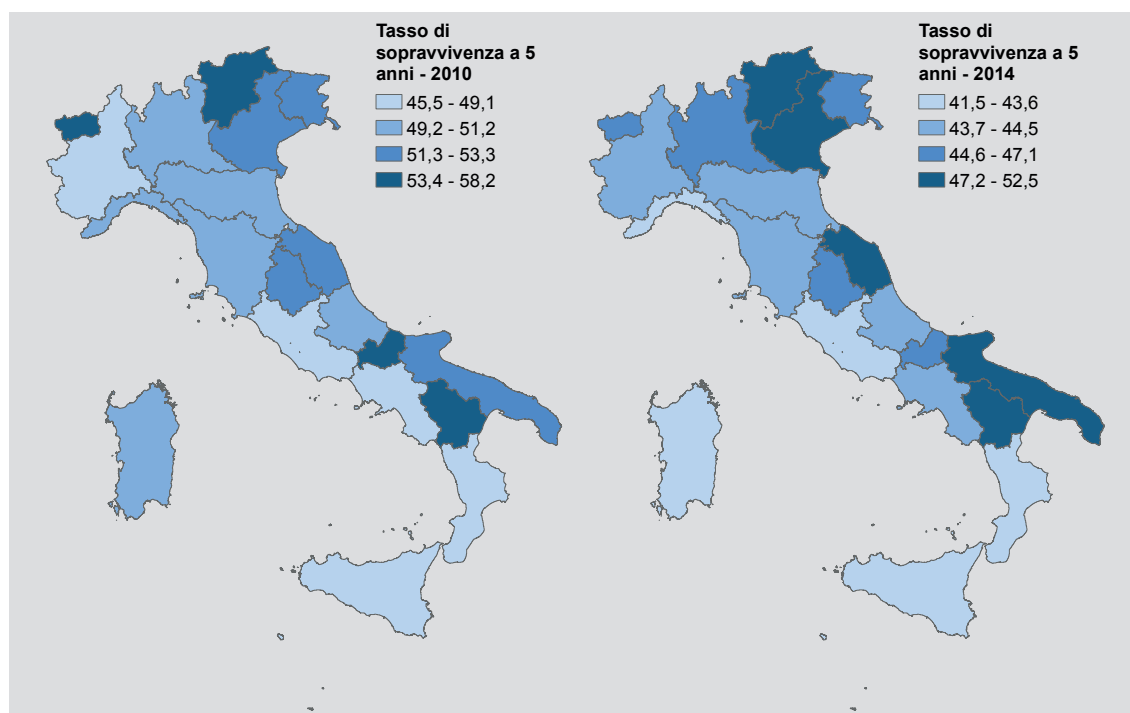 Tasso di
sopravvivenza a 5
anni - 2010
45,5 - 49,1
49,2 - 51,2
51,3 - 53,3
53,4 - 58,2
Tasso di
sopravvivenza a 5
anni - 2014
41,5 - 43,6
43,7 - 44,5
44,6 - 47,1
47,2 - 52,5